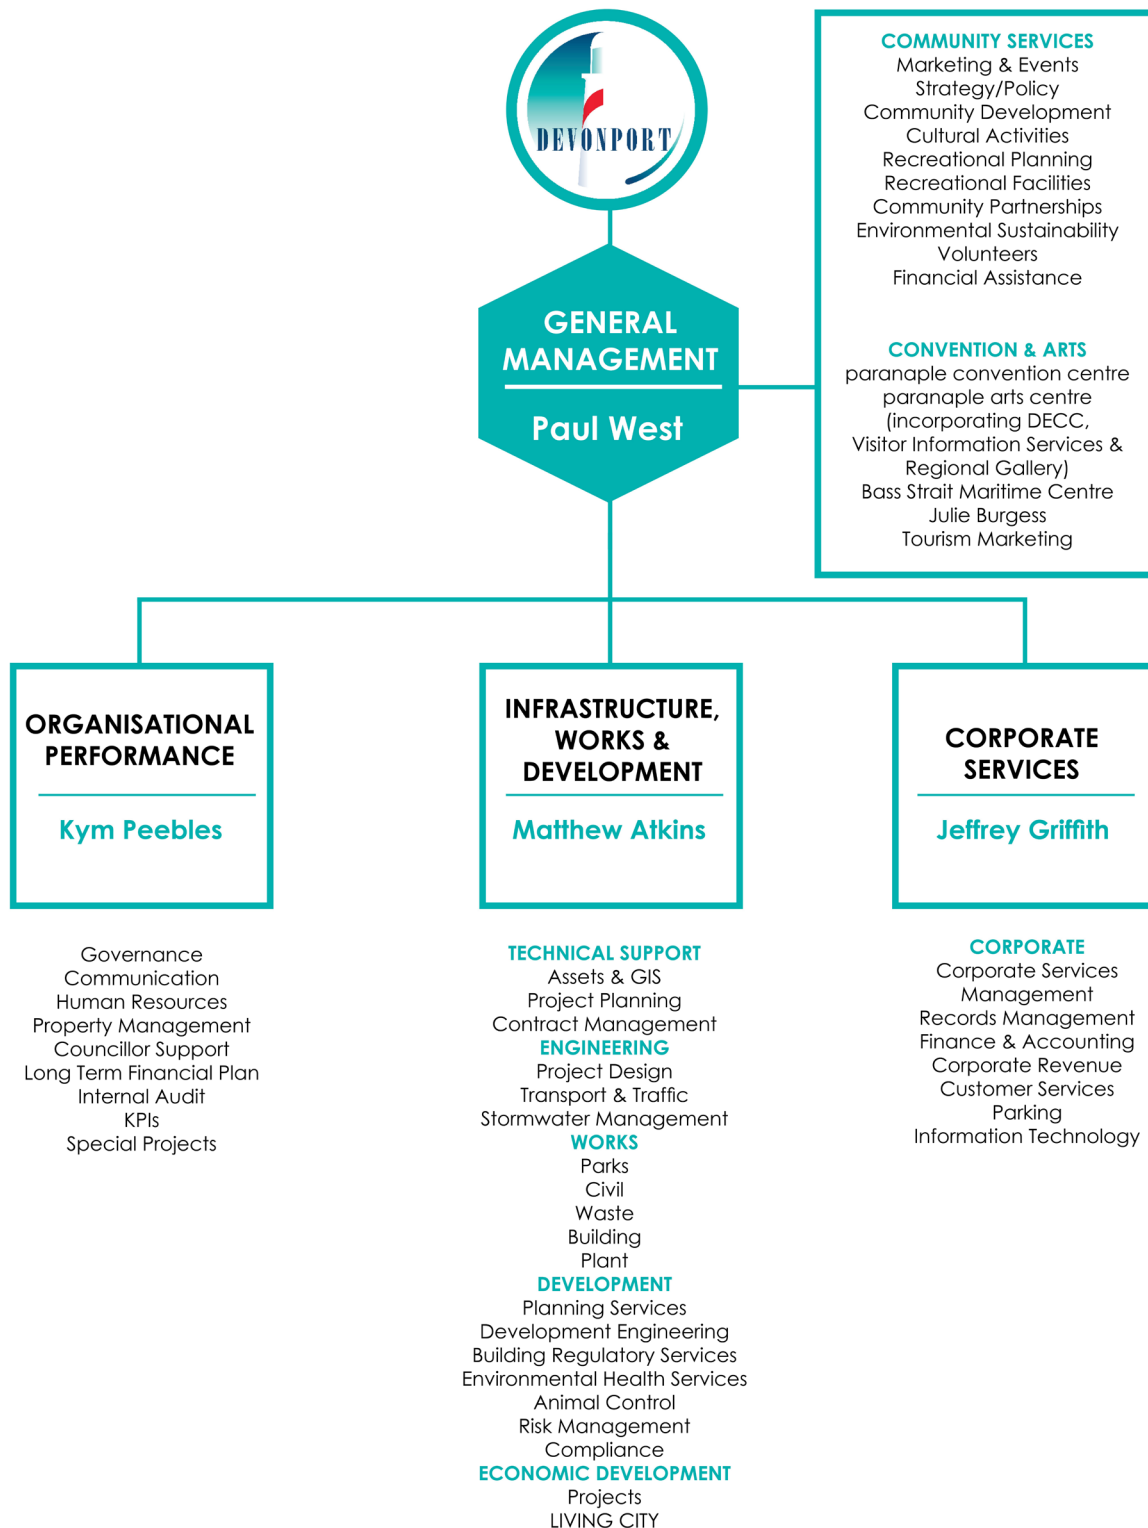 DEVONPORT
GENERAL
MANAGEMENT
Paul West
COMMUNITY SERVICES
Marketing & Events
Strategy/Policy
Community Development
Cultural Activities
Recreational Planning
Recreational Facilities
Community Partnerships
Environmental Sustainability
Volunteers
Financial Assistance
CONVENTION & ARTS
paranaple convention centre
paranaple arts centre
(incorporating DECC,
Visitor Information Services &
Regional Gallery)
Bass Strait Maritime Centre
Julie Burgess
Tourism Marketing
ORGANISATIONAL
PERFORMANCE
Kym Peebles
Governance
Communication
Human Resources
Property Management
Councillor Support
Long Term Financial Plan
Internal Audit
KPIs
Special Projects
INFRASTRUCTURE,
WORKS &
DEVELOPMENT
Matthew Atkins
TECHNICAL SUPPORT
Assets & GIS
Project Planning
Contract Management
ENGINEERING
Project Design
Transport & Traffic
Stormwater Management
WORKS
Parks
Civil
Waste
Building
Plant
DEVELOPMENT
Planning Services
Development Engineering
Building Regulatory Services
Environmental Health Services
Animal Control
Risk Management
Compliance
ECONOMIC DEVELOPMENT
Projects
LIVING CITY
CORPORATE
SERVICES
Jeffrey Griffith
CORPORATE
Corporate Services
Management
Records Management
Finance & Accounting
Corporate Revenue
Customer Services
Parking
Information Technology